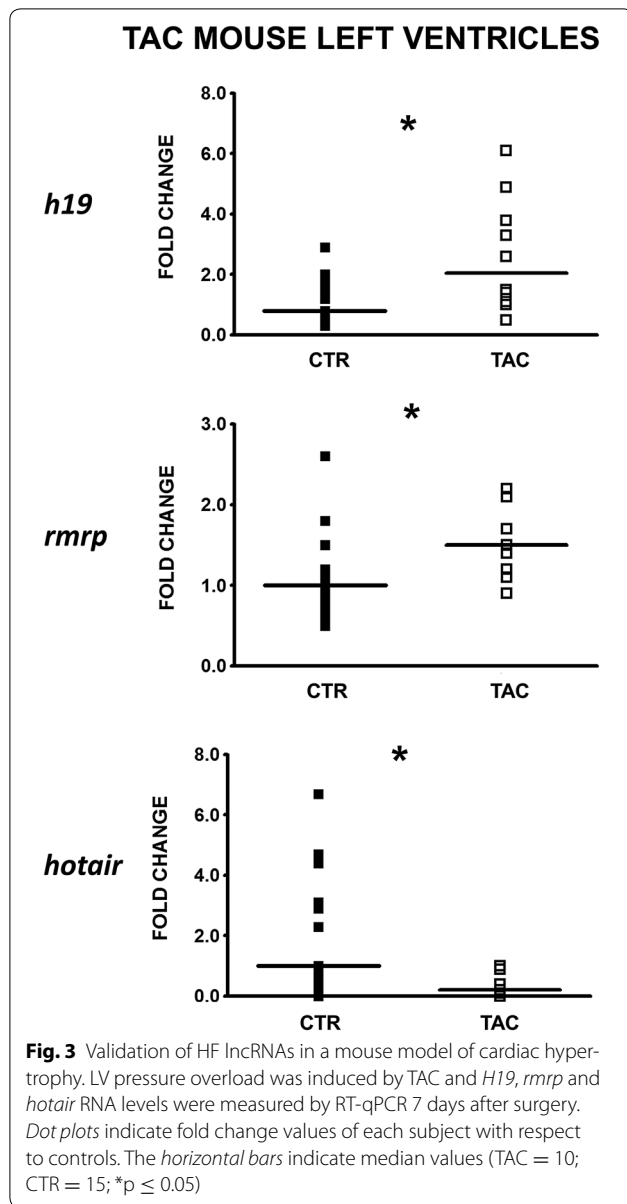 TAC MOUSE LEFT VENTRICLES
h19
FOLD CHANGE
8.0
6.0
4.0
2.0
0.0
*
CTR TAC
rmrp
FOLD CHANGE
3.0
2.0
1.0
0.0
*
CTR TAC
hotair
FOLD CHANGE
8.0
6.0
4.0
2.0
0.0
*
CTR TAC
Fig. 3 Validation of HF lncRNAs in a mouse model of cardiac hyper-
trophy. LV pressure overload was induced by TAC and H19, rmrp and
hotair RNA levels were measured by RT-qPCR 7 days after surgery.
Dot plots indicate fold change values of each subject with respect
to controls. The horizontal bars indicate median values (TAC = 10;
CTR = 15; *p ≤ 0.05)